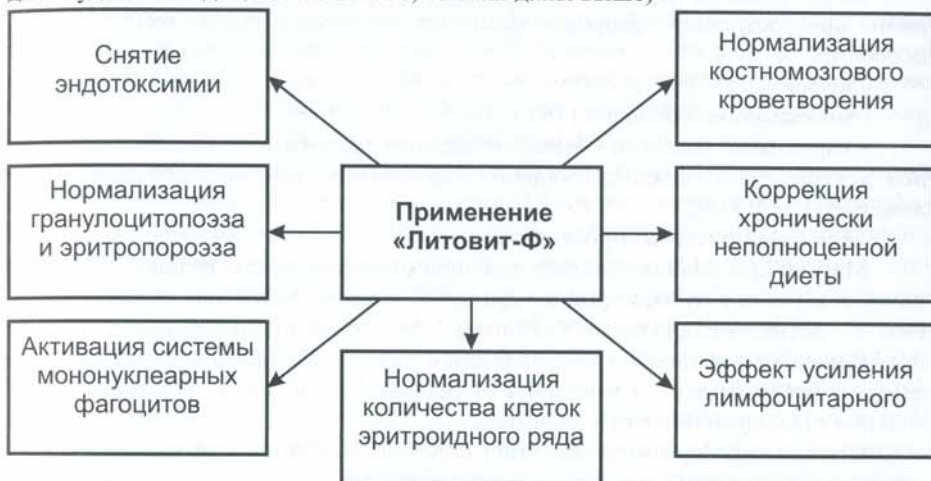 Снятие
эндотоксимии
Нормализация
костномозгового
кроветворения
Нормализация
гранулоцитопоэза
и эритропороэза
Применение
«Литовит-Ф»
Коррекция
хронически
неполноценной
диеты
Активация системы
мононуклеарных
фагоцитов
Нормализация
количества клеток
эритроидного ряда
Эффект усиления
лимфоцитарного